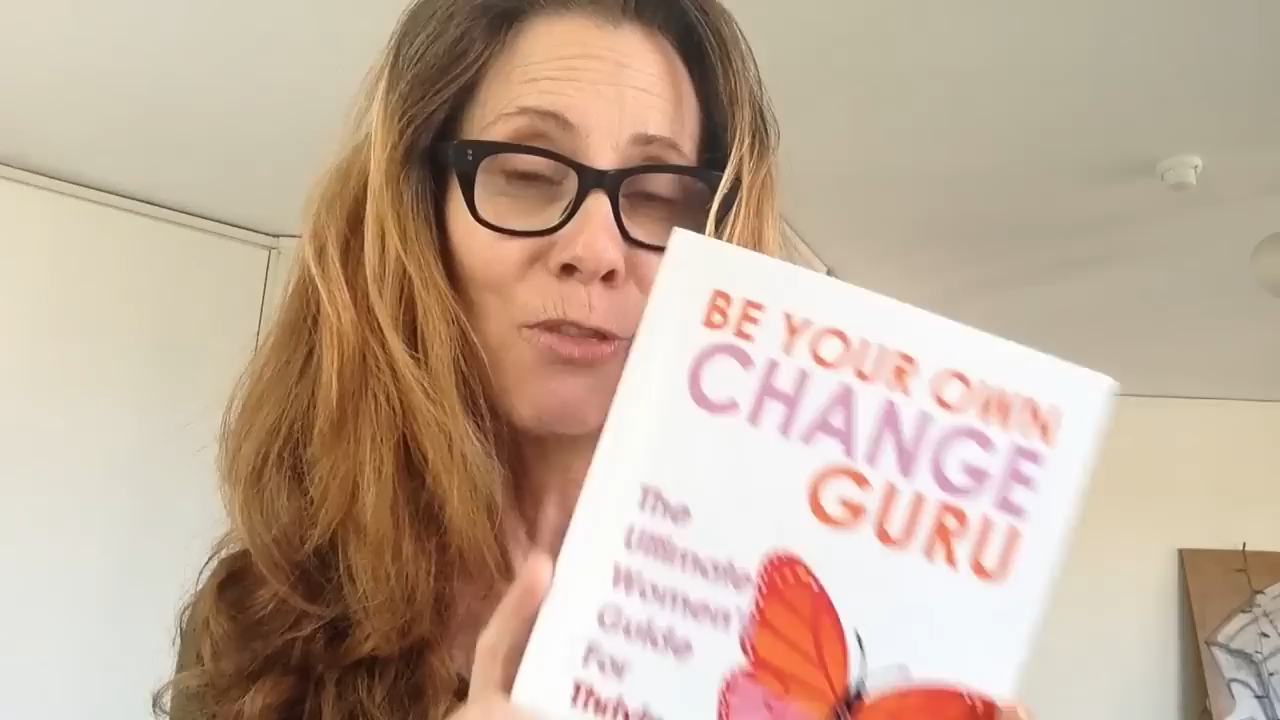 BE YOUR OWN
CHANGE
GURU
The
Ultimate
Women's
Guide
For